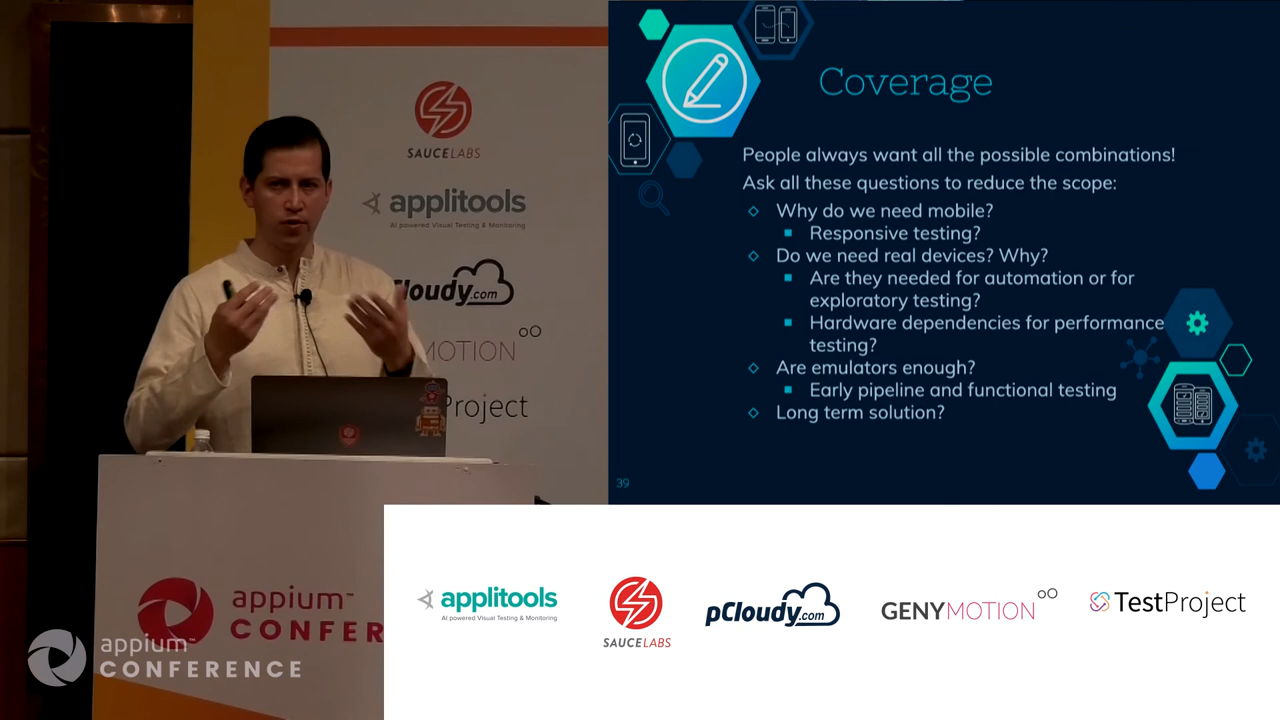 SAUCELABS
applitools
AI powered Visual Testing & Monitoring
Cloudy.com
MOTION
Project
appium™
CONFER
appium™
CONFERENCE
Coverage
People always want all the possible combinations!
Ask all these questions to reduce the scope:
Why do we need mobile?
Responsive testing?
Do we need real devices? Why?
Are they needed for automation or for
exploratory testing?
Hardware dependencies for performance
testing?
Are emulators enough?
Early pipeline and functional testing
Long term solution?
39
applitools
AI powered Visual Testing & Monitoring
SAUCELABS
pCloudy.com
GENYMOTION
TestProject